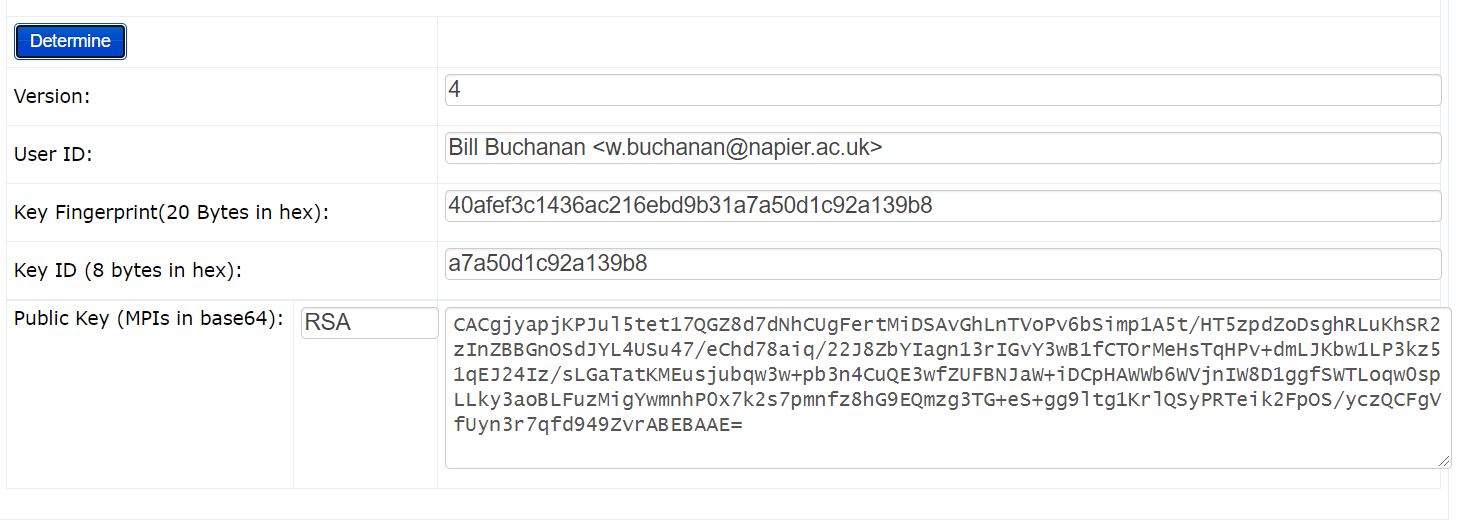 Determine
Version:
4
User ID:
Bill Buchanan <w.buchanan@napier.ac.uk>
Key Fingerprint(20 Bytes in hex):
40afef3c1436ac216ebd9b31a7a50d1c92a139b8
Key ID (8 bytes in hex):
a7a50d1c92a139b8
Public Key (MPIs in base64):
RSA
CACgjyapjKPJul5tet17QGZ8d7dNhCUgFertMiDSAvGhLnTVoPv6bSimp1A5t/HT5zpdZoDsghRLuKhSR2
zInZBBGnOSdJYL4USu47/eChd78aiq/22J8ZbYIagn13rIGvY3wB1fCTOrMeHsTqHPv+dmLJKbw1LP3kz5
1qEJ24Iz/sLGaTatKMEusjubqw3w+pb3n4CuQE3wfZUFBNJaW+iDCpHAWWb6WVjnIW8D1ggfSWTLoqwOsp
LLky3aoBLFuzMigYwmnhPOx7k2s7pmnfz8hG9EQmzg3TG+eS+gg9ltg1KrlQSyPRTeik2FpOS/yczQCFgV
fUyn3r7qfd949ZvrABEBAAE=